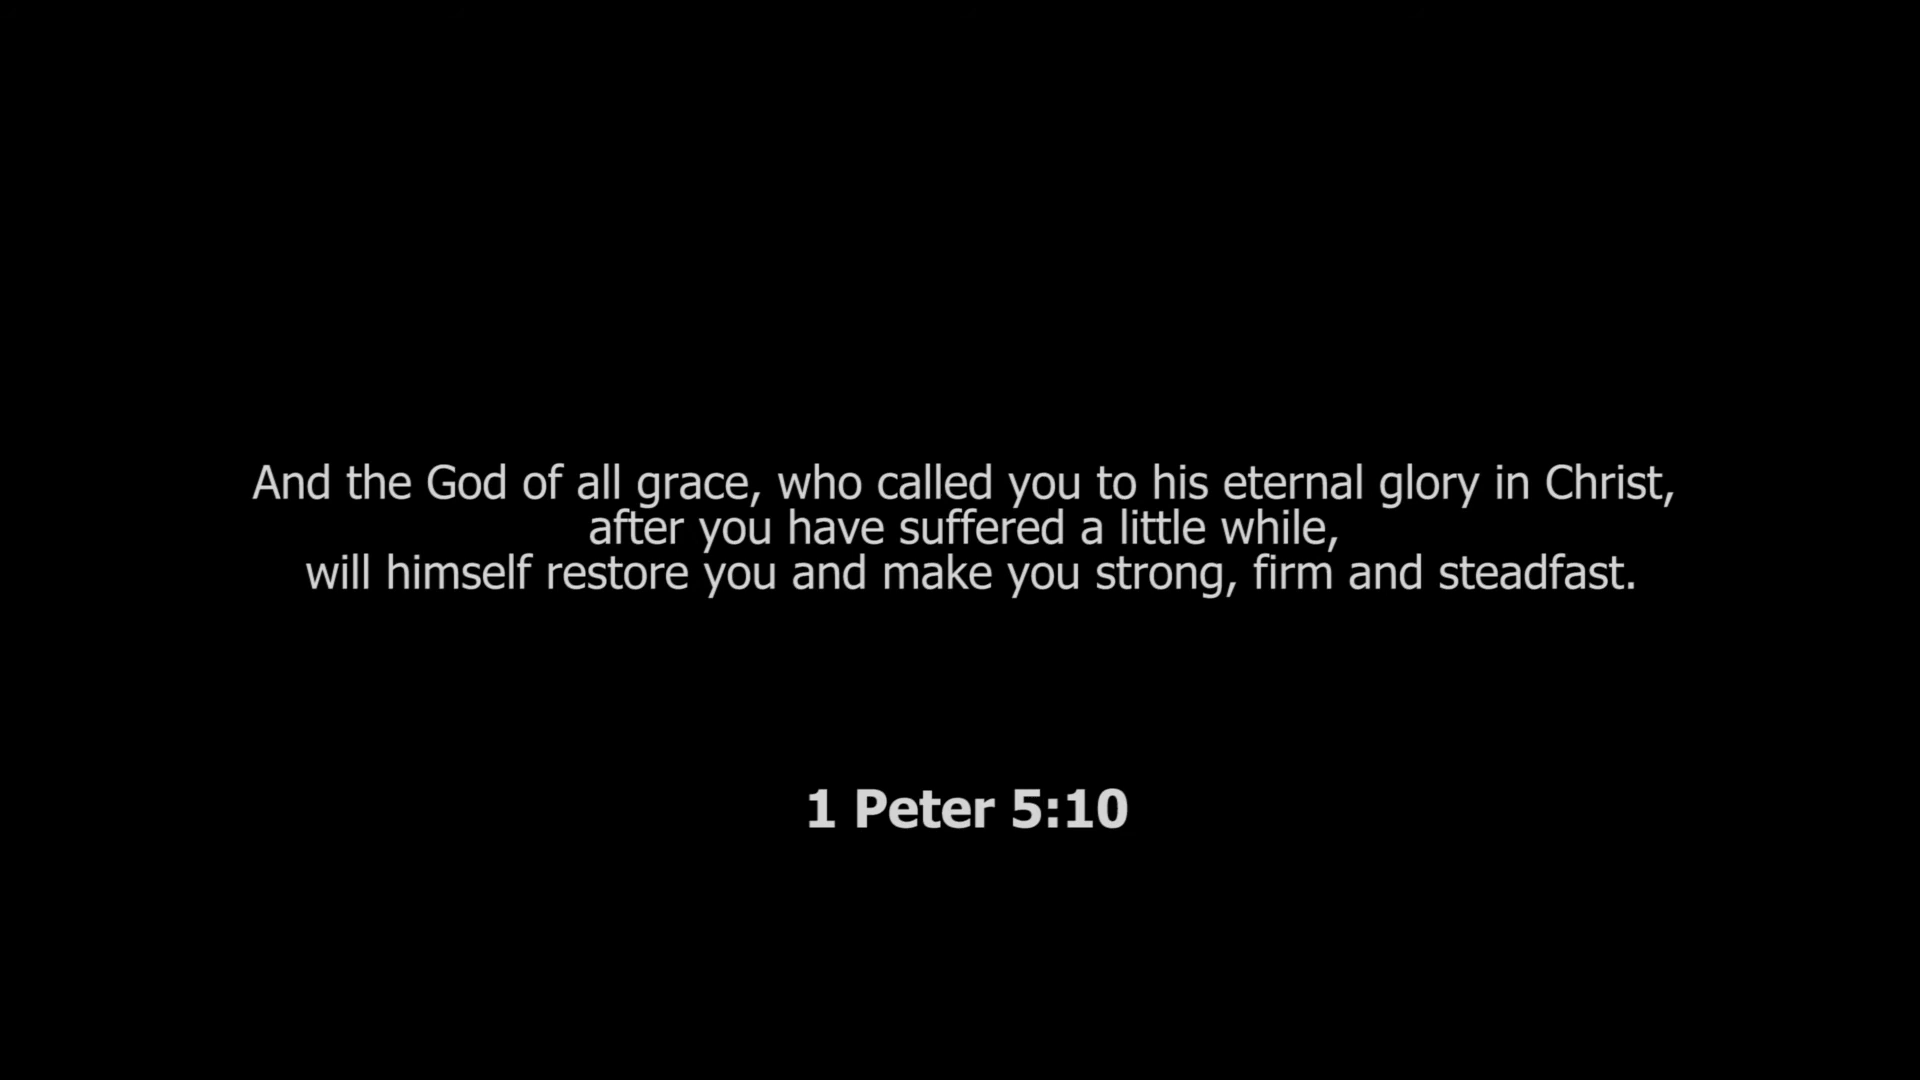 And the God of all grace, who called you to his eternal glory in Christ,
after you have suffered a little while,
will himself restore you and make you strong, firm and steadfast.
1 Peter 5:10